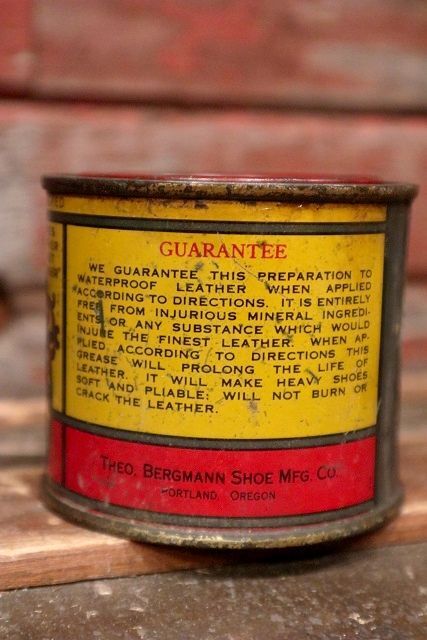 GUARANTEE
WE GUARANTEE THIS PREPARATION TO
WATERPROOF LEATHER WHEN APPLIED
ACCORDING TO DIRECTIONS. IT IS ENTIRELY
FREE FROM INJURIOUS MINERAL INGREDI-
ENTS OR ANY SUBSTANCE WHICH WOULD
INJURE THE FINEST LEATHER. WHEN AP-
PLIED ACCORDING TO DIRECTIONS THIS
GREASE WILL PROLONG THE LIFE OF
LEATHER. IT WILL MAKE HEAVY SHOES
SOFT AND PLIABLE; WILL NOT BURN OR
CRACK THE LEATHER.
THEO. BERGMANN SHOE MFG. CO.
PORTLAND, OREGON